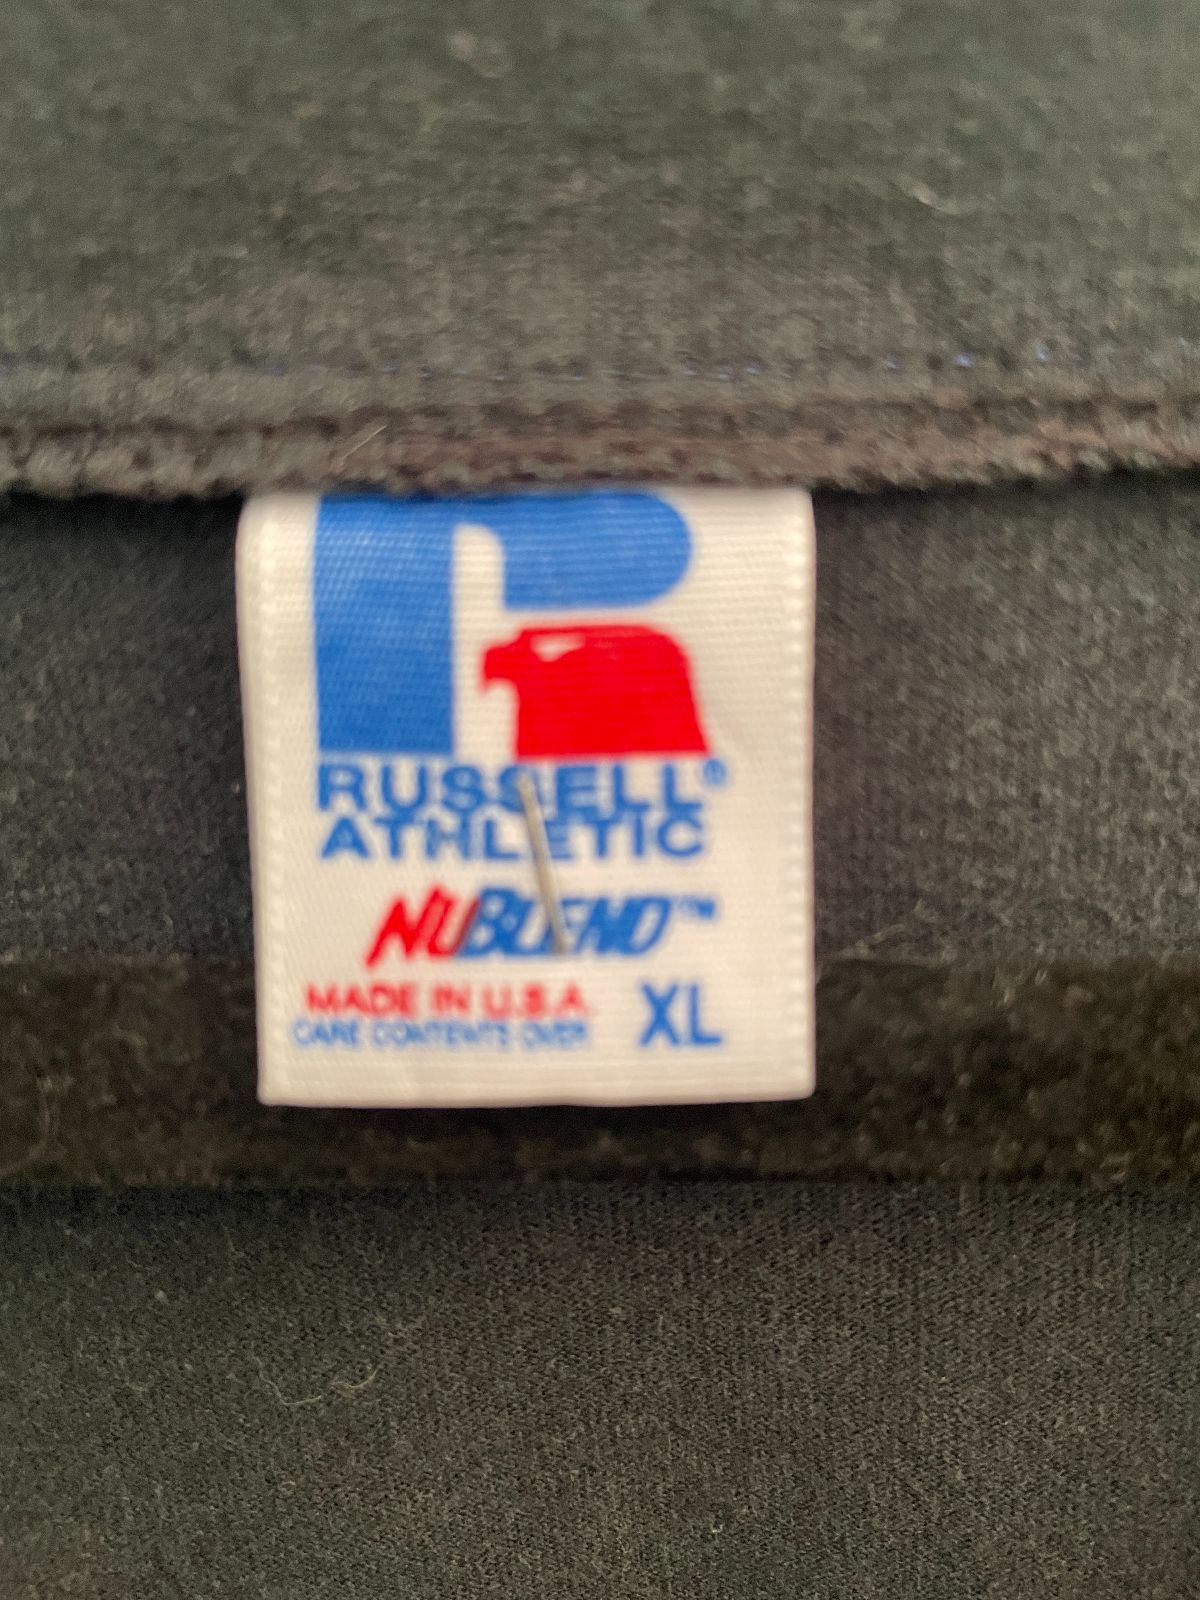 RUSSELL®
ATHLETIC
NUBLEND™
MADE IN U.S.A.
CARE CONTENTS OVER
XL